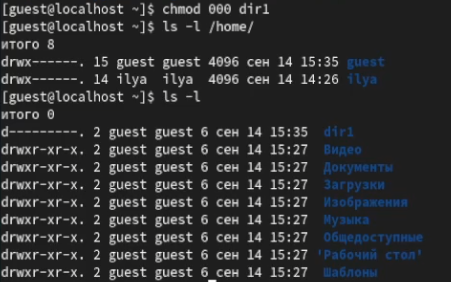 [guest@localhost ~]$ chmod 000 dir1
[guest@localhost ~]$ ls -l /home/
итого 8
drwx------. 15 guest guest 4096 сен 14 15:35 guest
drwx------. 14 ilya  ilya  4096 сен 14 14:26 ilya
[guest@localhost ~]$ ls -l
итого 0
d---------. 2 guest guest 6 сен 14 15:35  dir1
drwxr-xr-x. 2 guest guest 6 сен 14 15:27  Видео
drwxr-xr-x. 2 guest guest 6 сен 14 15:27  Документы
drwxr-xr-x. 2 guest guest 6 сен 14 15:27  Загрузки
drwxr-xr-x. 2 guest guest 6 сен 14 15:27  Изображения
drwxr-xr-x. 2 guest guest 6 сен 14 15:27  Музыка
drwxr-xr-x. 2 guest guest 6 сен 14 15:27  Общедоступные
drwxr-xr-x. 2 guest guest 6 сен 14 15:27 'Рабочий стол'
drwxr-xr-x. 2 guest guest 6 сен 14 15:27  Шаблоны